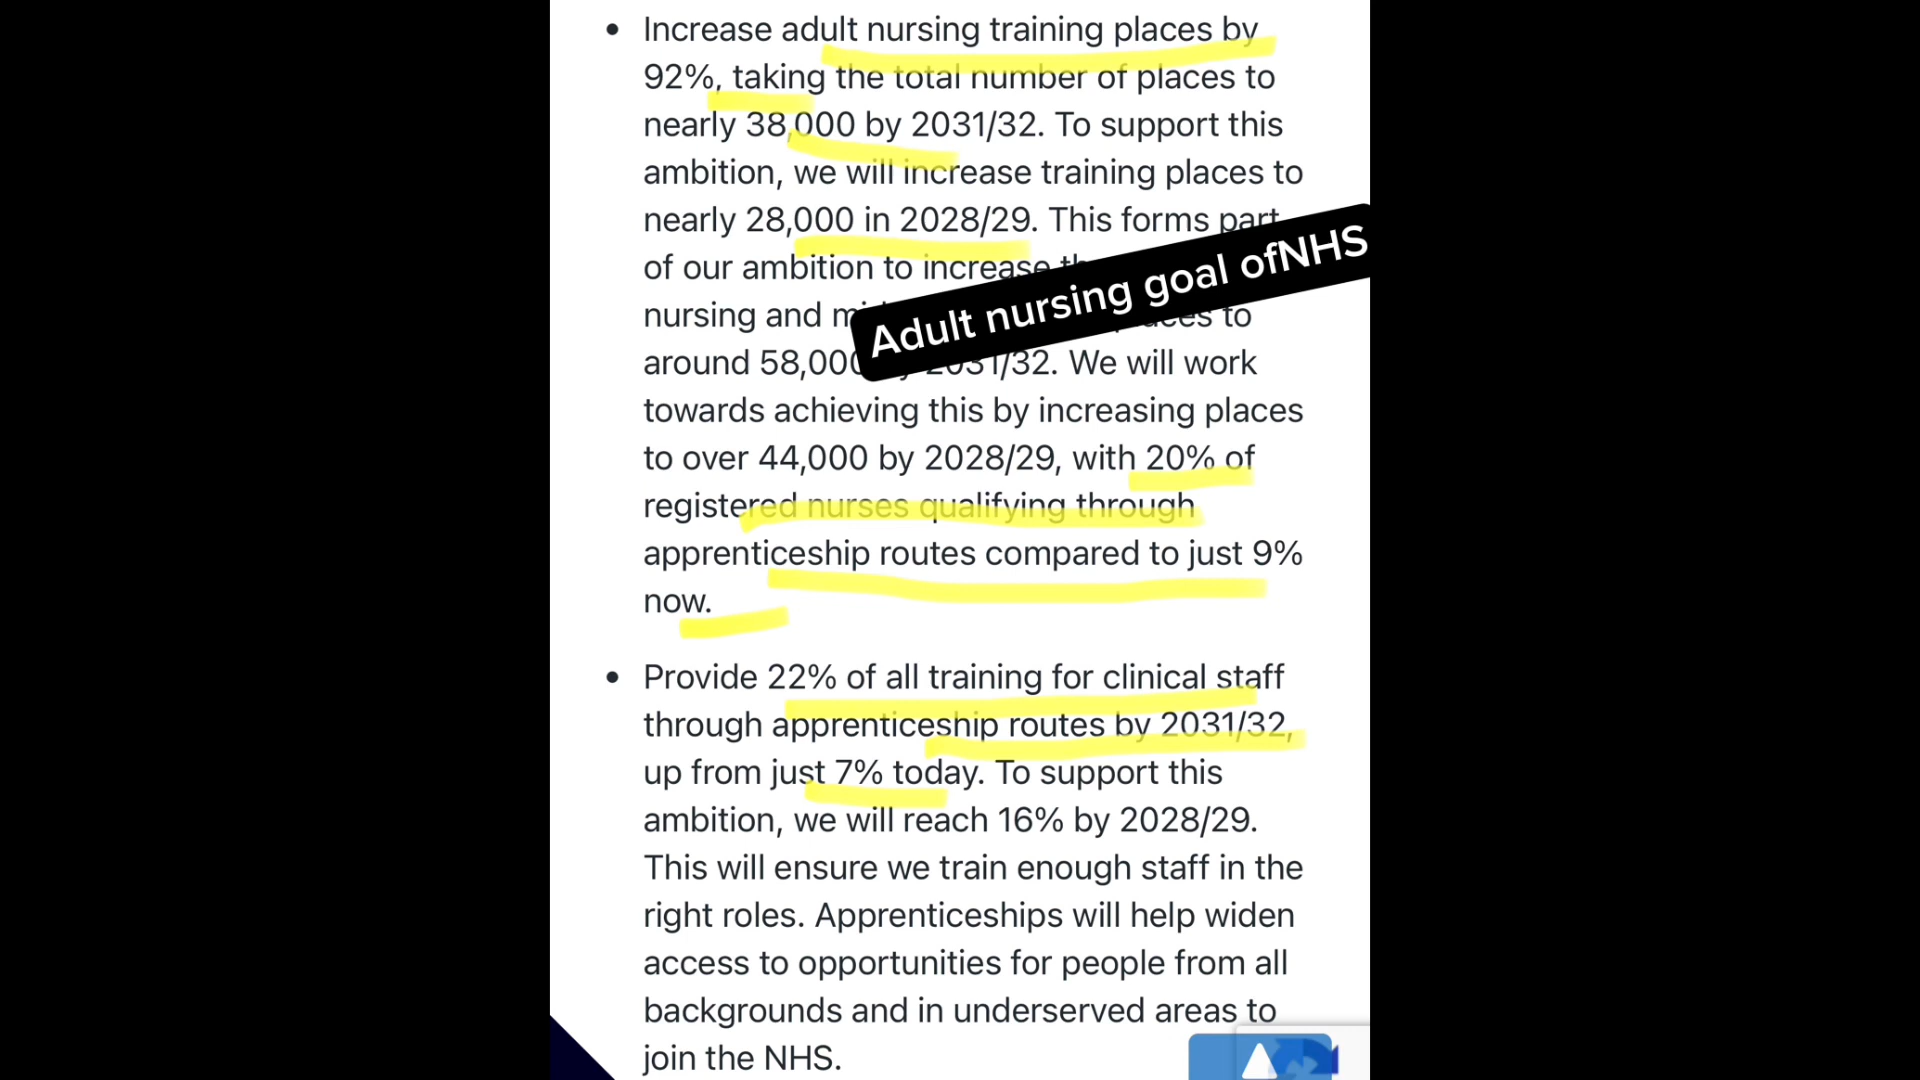 • Increase adult nursing training places by
92%, taking the total number of places to
nearly 38,000 by 2031/32. To support this
ambition, we will increase training places to
nearly 28,000 in 2028/29. This forms part
of our ambition to increase
nursing and to
around 58,000 2031/32. We will work
towards achieving this by increasing places
to over 44,000 by 2028/29, with 20% of
registered nurses qualifying through
apprenticeship routes compared to just 9%
now.
Adult nursing goal ofNHS
• Provide 22% of all training for clinical staff
through apprenticeship routes by 2031/32,
up from just 7% today. To support this
ambition, we will reach 16% by 2028/29.
This will ensure we train enough staff in the
right roles. Apprenticeships will help widen
access to opportunities for people from all
backgrounds and in underserved areas to
join the NHS.